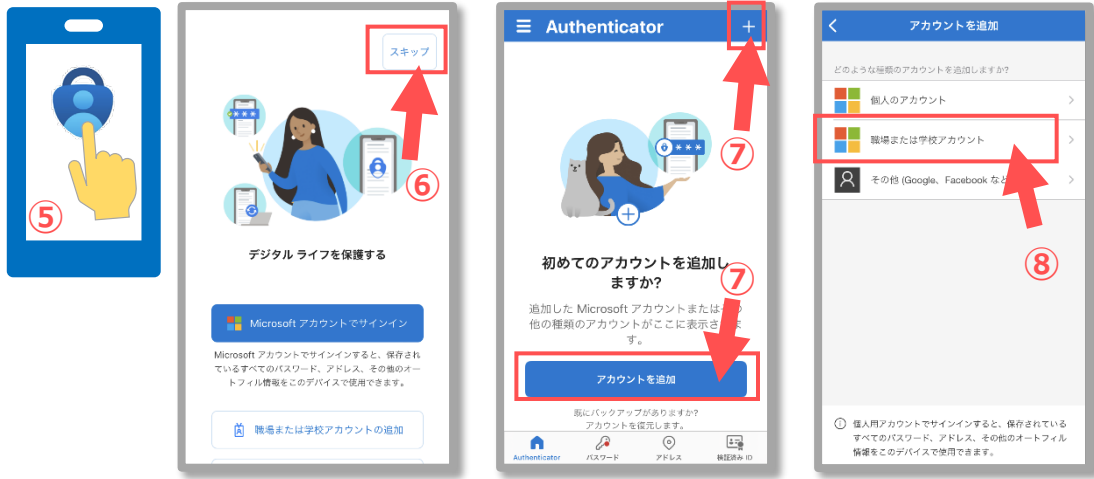 ⑤
スキップ
⑥
デジタル ライフを保護する
Microsoft アカウントでサインイン
Microsoft アカウントでサインインすると、保存され
ているすべてのパスワード、アドレス、その他のオー
トフィル情報をこのデバイスで使用できます。
職場または学校アカウントの追加
Authenticator
⑦
初めてのアカウントを追加し
ますか?
⑦
追加した Microsoft アカウントまたは
他の種類のアカウントがここに表示され
す。
アカウントを追加
既にバックアップがありますか?
アカウントを復元します。
Authenticator
パスワード
アドレス
検証済み ID
アカウントを追加
どのような種類のアカウントを追加しますか?
個人のアカウント
職場または学校アカウント
その他 (Google、Facebook など
⑧
個人用アカウントでサインインすると、保存されている
すべてのパスワード、アドレス、その他のオートフィル
情報をこのデバイスで使用できます。